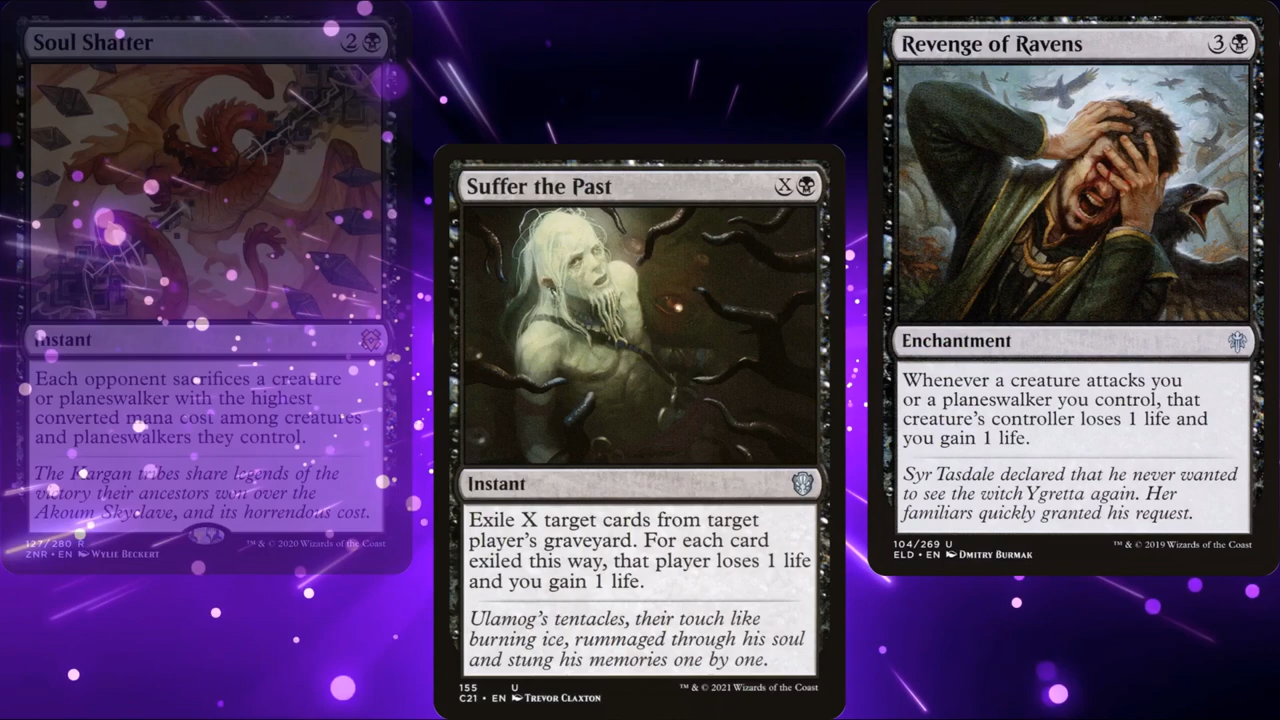 Soul Shatter 2
Instant
Each opponent sacrifices a creature
or planeswalker with the highest
converted mana cost among creatures
and planeswalkers they control.
The Kargan tribes share legends of the
victory their ancestors won over the
Akoum Skyclave, and its horrendous cost.
127/280 R
ZNR • EN Wylie Beckert
™ & © 2020 Wizards of the Coast
Suffer the Past X
Instant
Exile X target cards from target
player's graveyard. For each card
exiled this way, that player loses 1 life
and you gain 1 life.
Ulamog's tentacles, their touch like
burning ice, rummaged through his soul
and stung his memories one by one.
155 U
C21 • EN Trevor Claxton
™ & © 2021 Wizards of the Coast
Revenge of Ravens 3
Enchantment
Whenever a creature attacks you
or a planeswalker you control, that
creature's controller loses 1 life and
you gain 1 life.
Syr Tasdale declared that he never wanted
to see the witch Ygretta again. Her
familiars quickly granted his request.
104/269 U
ELD • EN Dmitry Burmak
™ & © 2019 Wizards of the Coast